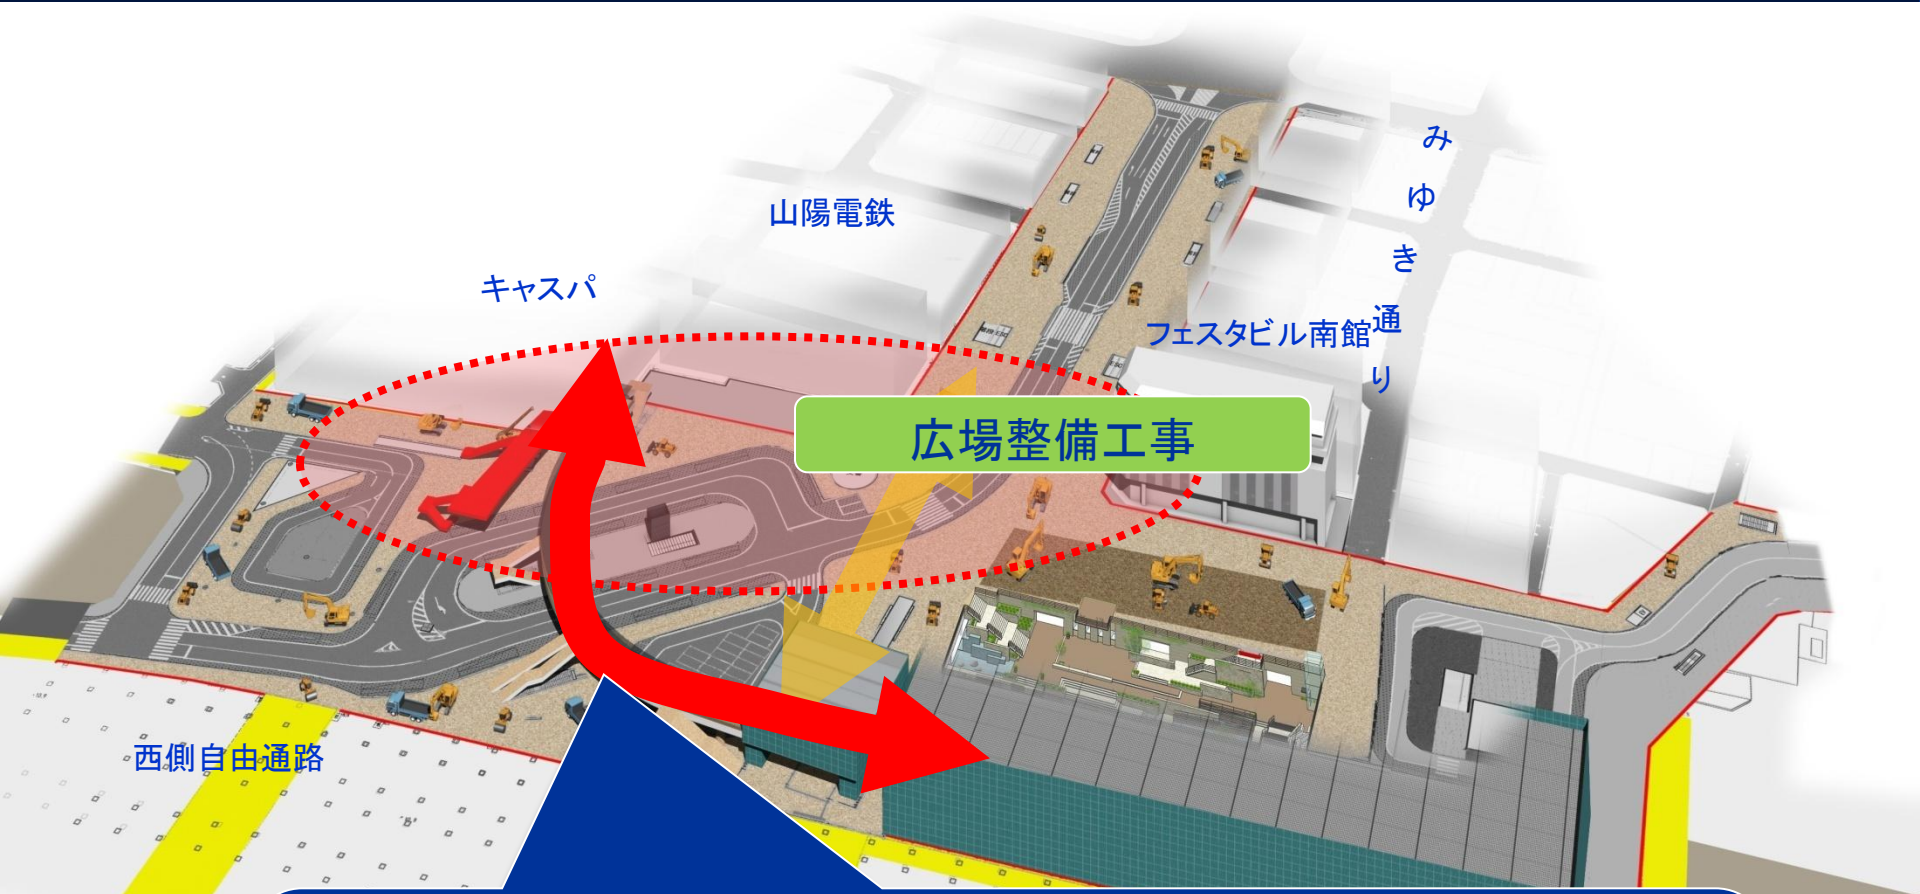 みゆき通り
山陽電鉄
キャスパ
フェスタビル南館
広場整備工事
西側自由通路